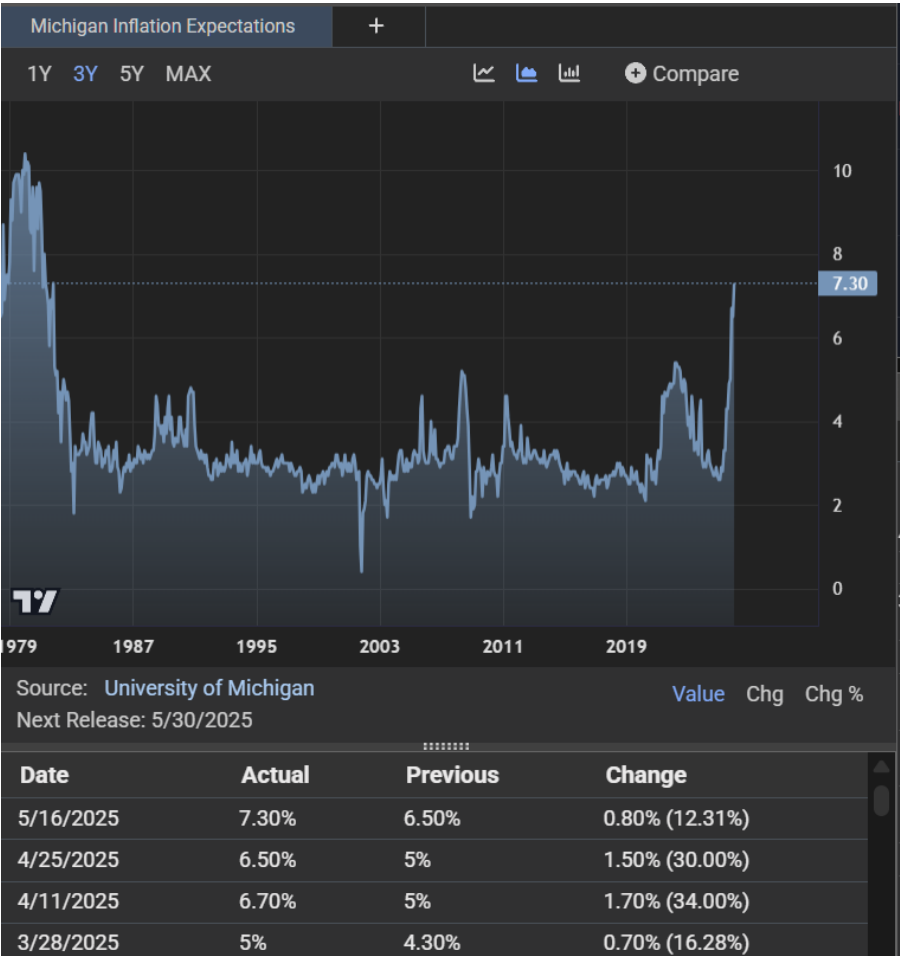 Michigan Inflation Expectations +
1Y 3Y 5Y MAX Compare
10
8
7.30
6
4
2
0
1979 1987 1995 2003 2011 2019
Source: University of Michigan
Value Chg Chg %
Next Release: 5/30/2025
Date Actual Previous Change
5/16/2025 7.30% 6.50% 0.80% (12.31%)
4/25/2025 6.50% 5% 1.50% (30.00%)
4/11/2025 6.70% 5% 1.70% (34.00%)
3/28/2025 5% 4.30% 0.70% (16.28%)